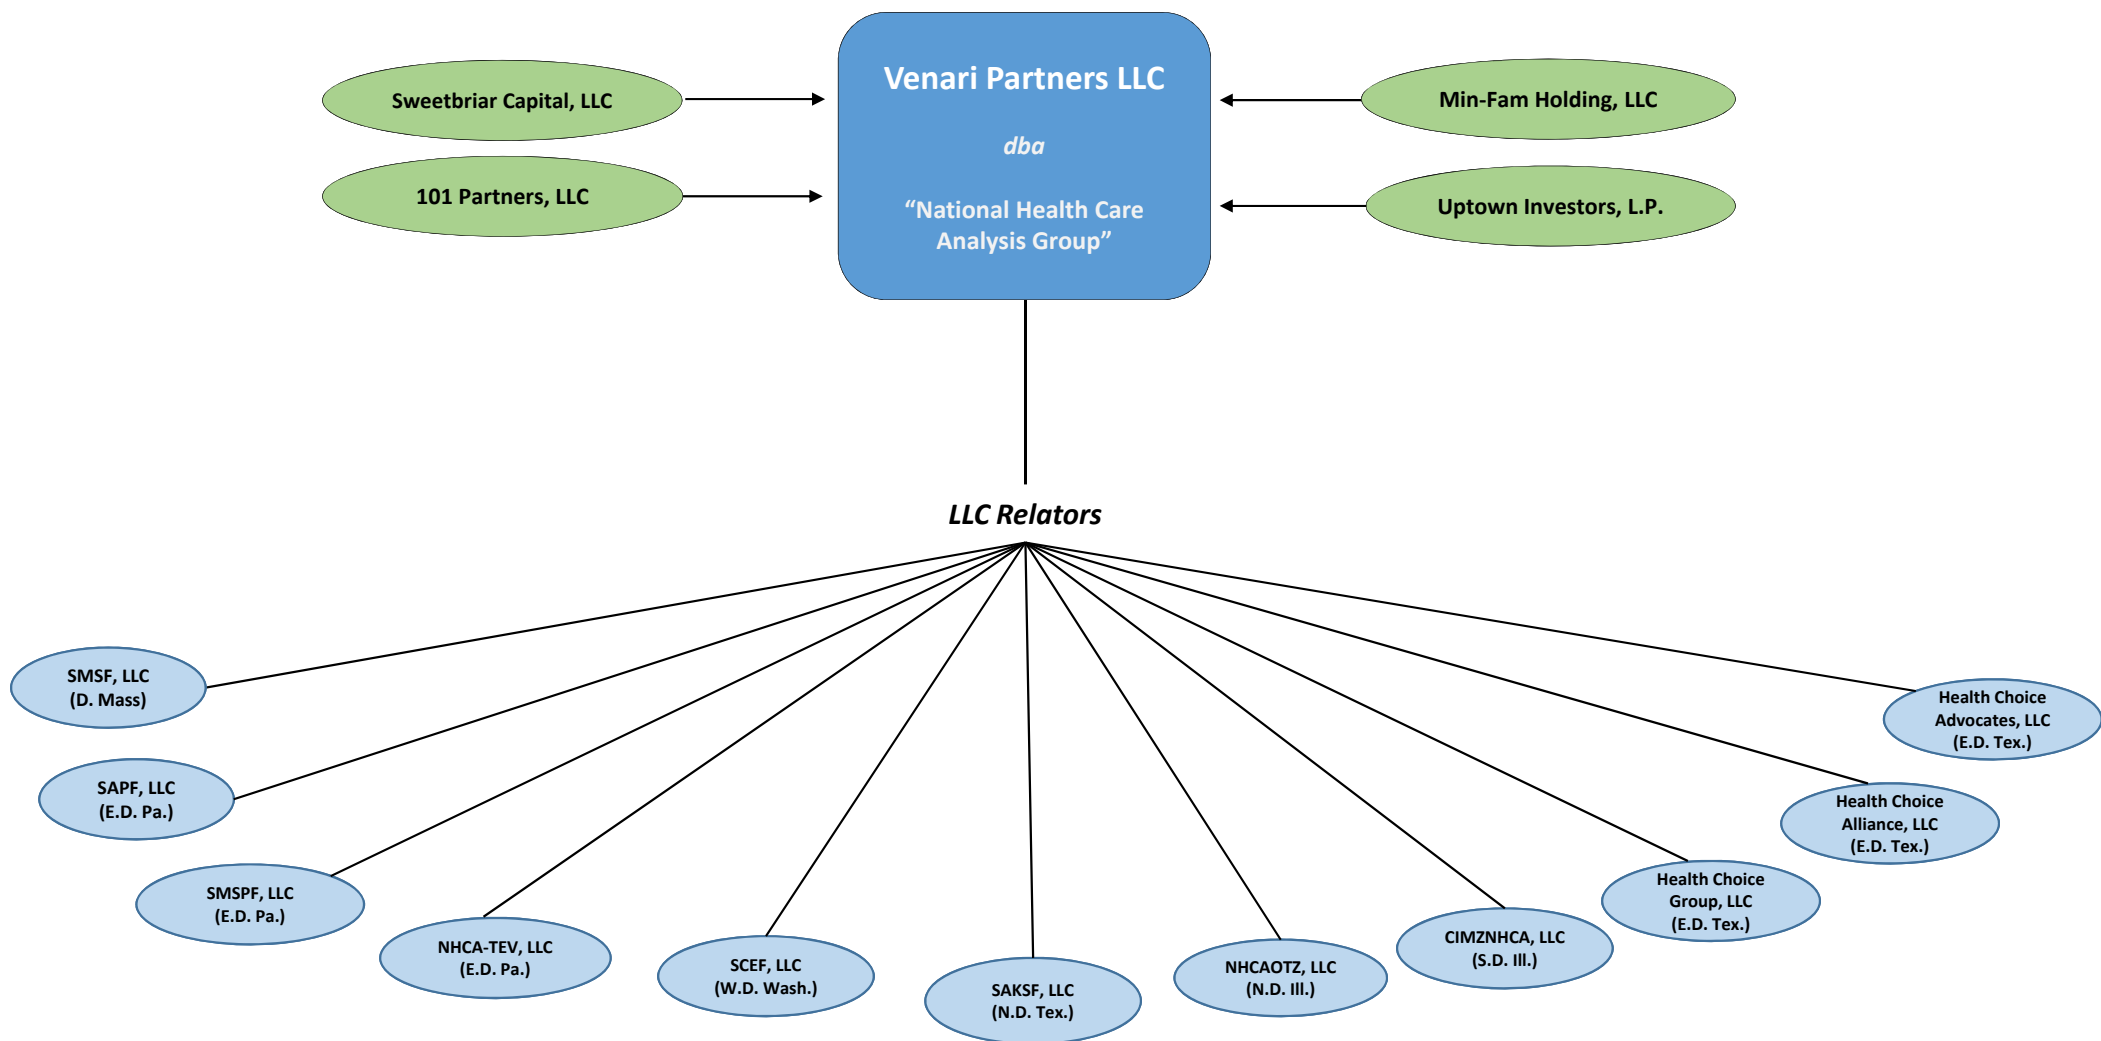 Sweetbriar Capital, LLC
101 Partners, LLC
Venari Partners LLC
dba
“National Health Care
Analysis Group”
Min-Fam Holding, LLC
Uptown Investors, L.P.
LLC Relators
SMSF, LLC
(D. Mass)
SAPF, LLC
(E.D. Pa.)
SMSPF, LLC
(E.D. Pa.)
NHCA-TEV, LLC
(E.D. Pa.)
SCEF, LLC
(W.D. Wash.)
SAKSF, LLC
(N.D. Tex.)
NHCAOTZ, LLC
(N.D. Ill.)
CIMZNHCA, LLC
(S.D. Ill.)
Health Choice
Group, LLC
(E.D. Tex.)
Health Choice
Alliance, LLC
(E.D. Tex.)
Health Choice
Advocates, LLC
(E.D. Tex.)